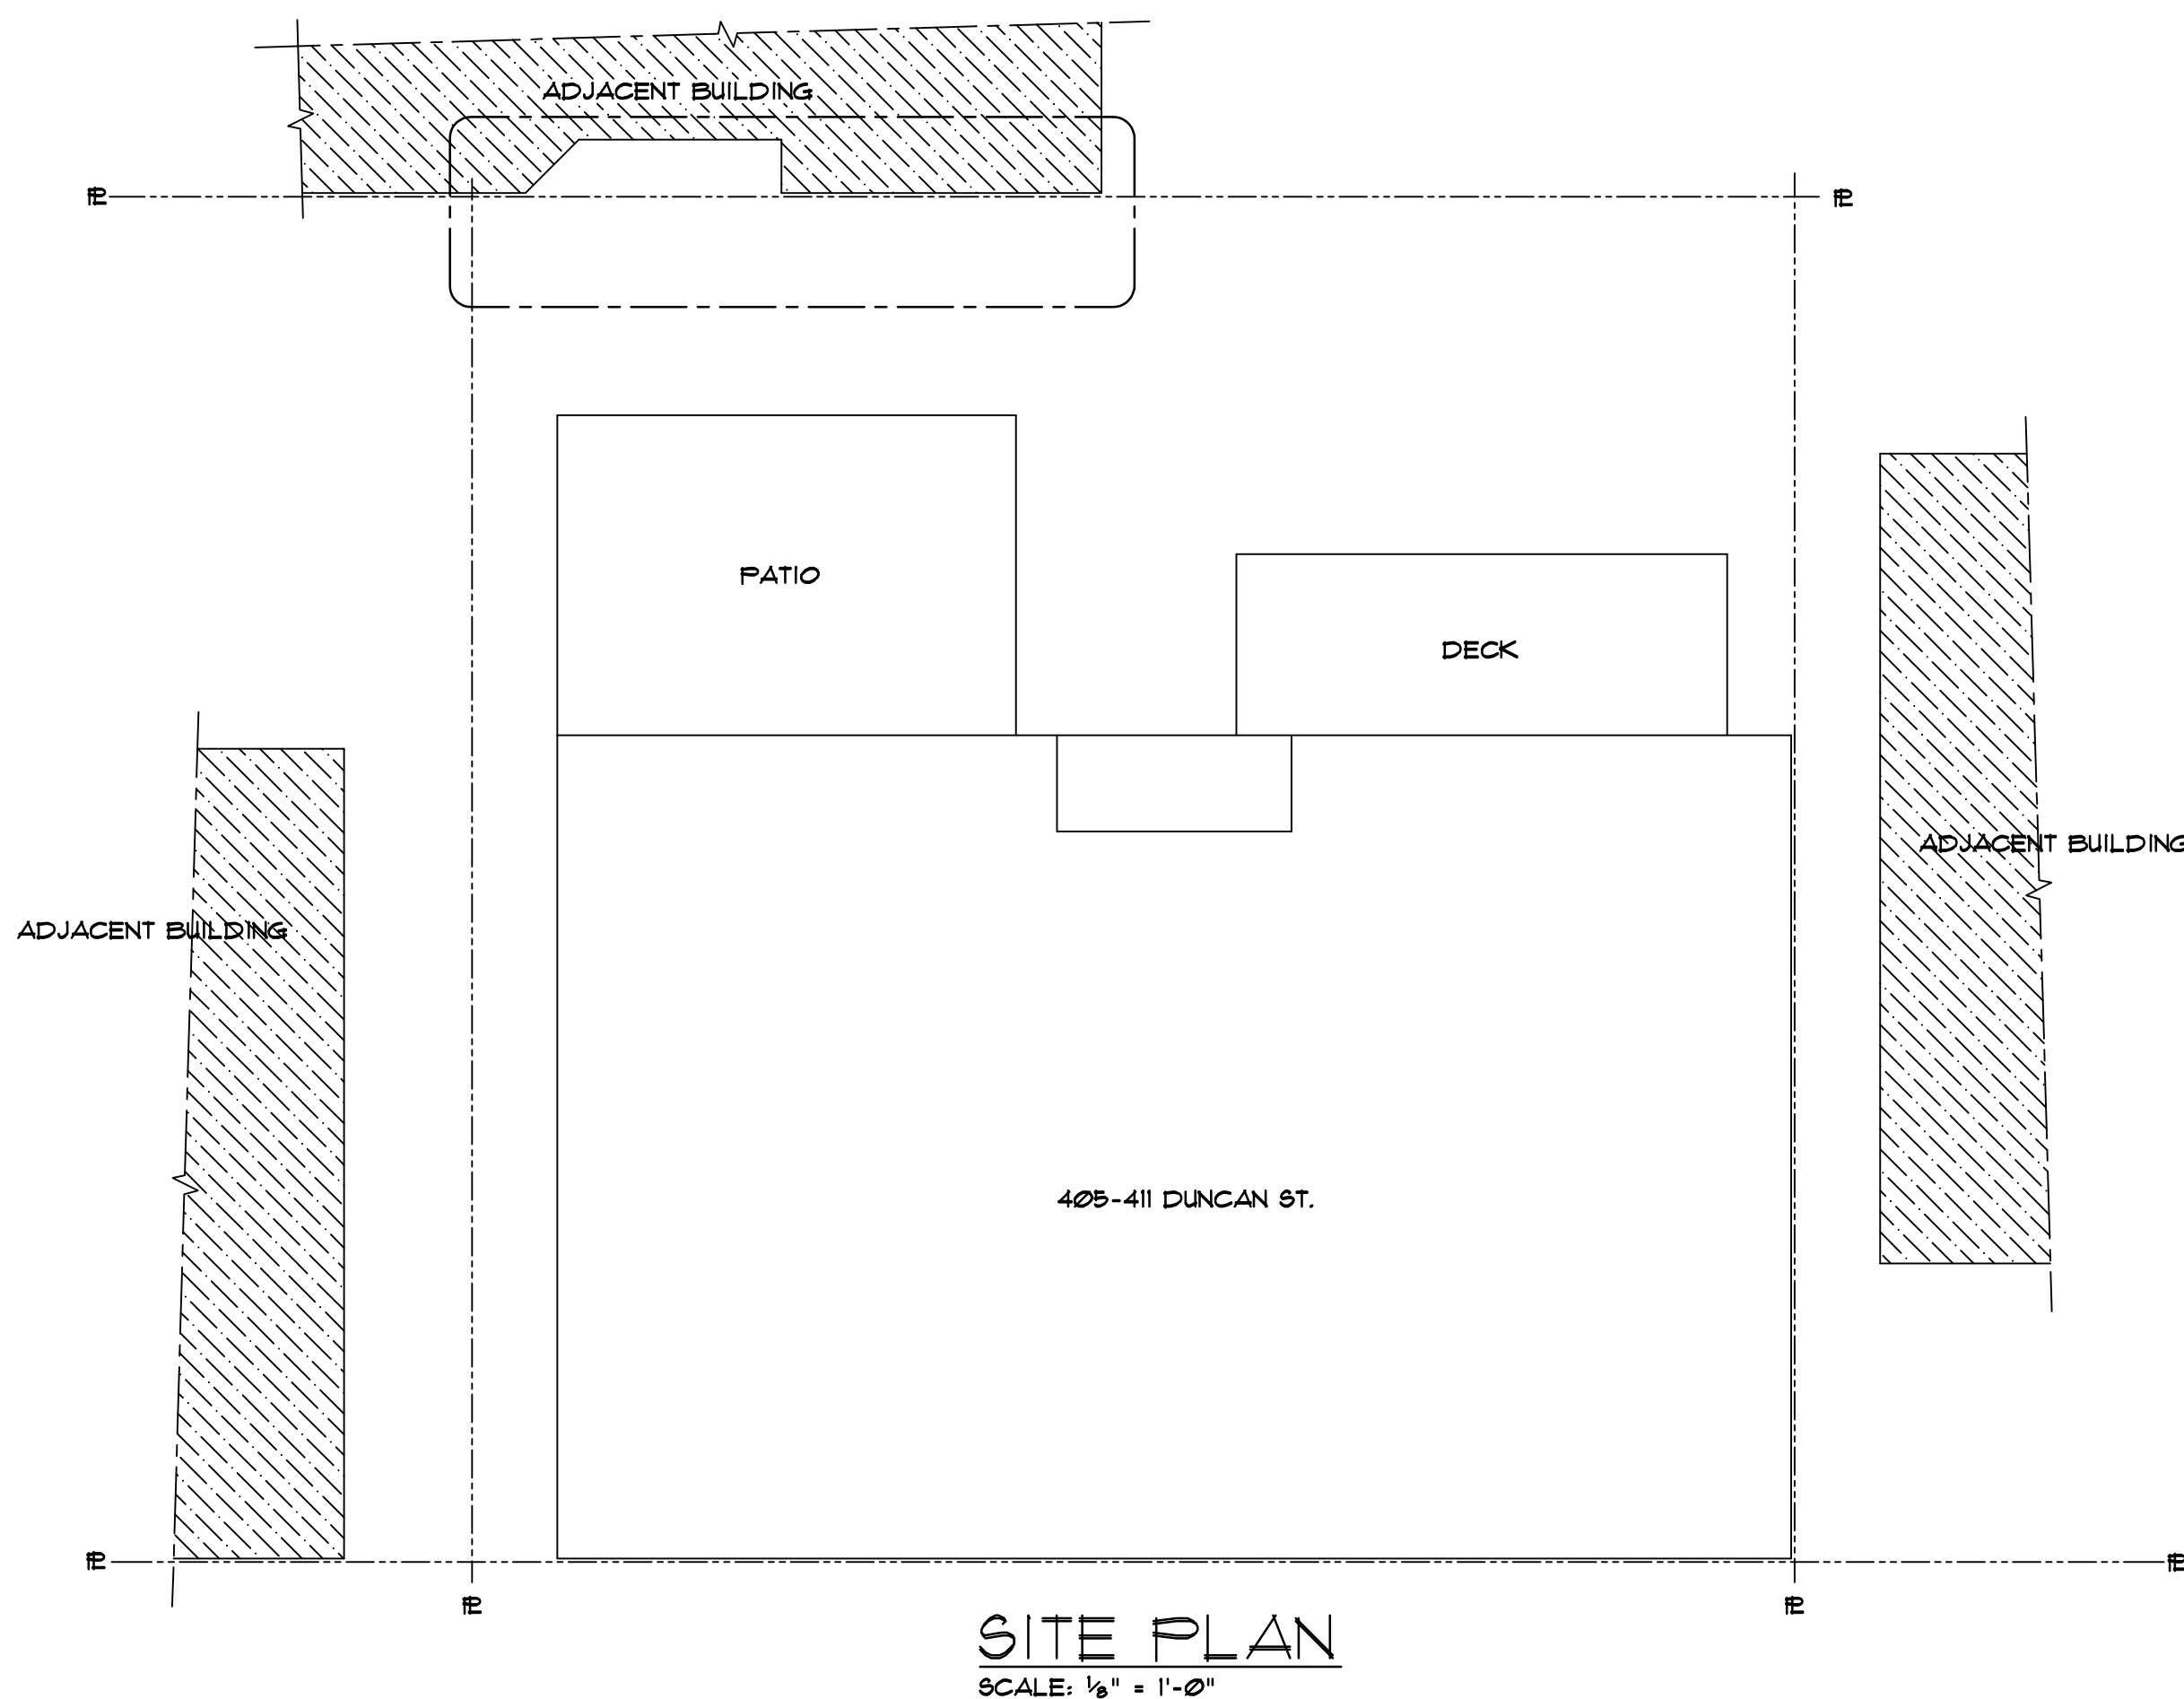 ADJACENT BUILDING
PL
PL
PATIO
DECK
ADJACENT BUILDING
ADJACENT BUILDING
405-411 DUNCAN ST.
PL
PL
PL
PL
SITE PLAN
SCALE: 1/8" = 1'-0"